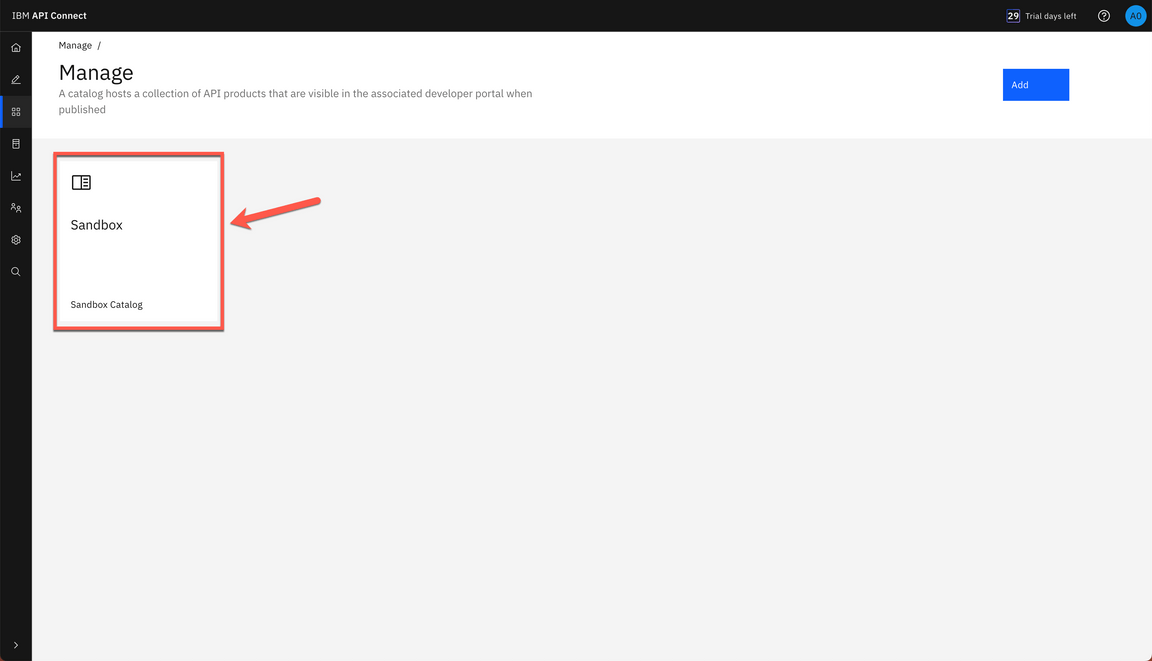 IBM API Connect
29 Trial days left
A0
Manage /
Manage
A catalog hosts a collection of API products that are visible in the associated developer portal when
published
Add
Sandbox
Sandbox Catalog